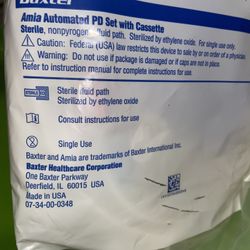 Baxter
Amia Automated PD Set with Cassette
Sterile, nonpyrogenic fluid path. Sterilized by ethylene oxide. For single use only.
Caution: Federal (USA) law restricts this device to sale by or on order of a physician.
Warning: Do not use if package is damaged or if caps are not in place.
Refer to instruction manual for complete instructions for use.
STERILE EO Sterile fluid path
Sterilized by ethylene oxide
Consult instructions for use
Single Use
Baxter and Amia are trademarks of Baxter International Inc.
Baxter Healthcare Corporation
One Baxter Parkway
Deerfield, IL 60015 USA
Made in USA
07-34-00-0348